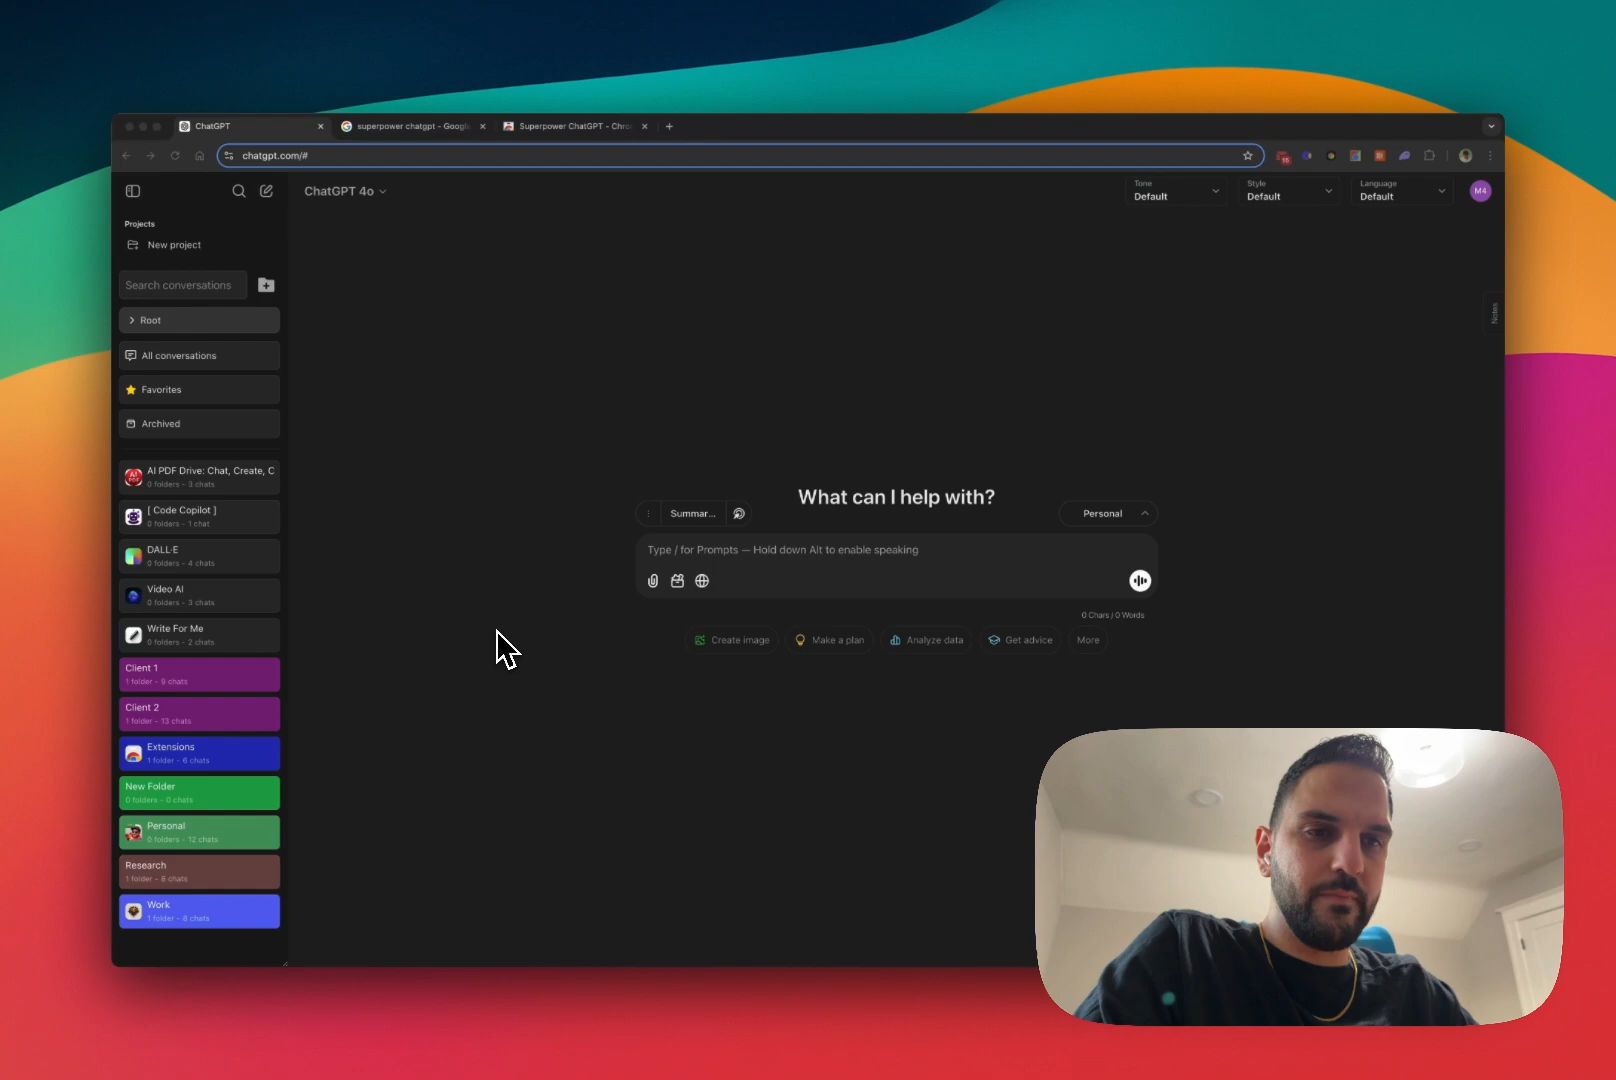 ChatGPT
superpower chatgpt - Googl
Superpower ChatGPT - Chro
chatgpt.com/#
ChatGPT 4o
Tone
Default
Style
Default
Language
Default
M4
Projects
New project
Search conversations
Root
All conversations
Favorites
Archived
AI PDF Drive: Chat, Create, C
0 folders - 3 chats
[ Code Copilot ]
0 folders - 1 chat
DALL·E
0 folders - 4 chats
Video AI
0 folders - 3 chats
Write For Me
0 folders - 2 chats
Client 1
1 folder - 9 chats
Client 2
1 folder - 13 chats
Extensions
1 folder - 6 chats
New Folder
0 folders - 0 chats
Personal
0 folders - 12 chats
Research
1 folder - 8 chats
Work
1 folder - 8 chats
Notes
What can I help with?
Summar...
Personal
Type / for Prompts — Hold down Alt to enable speaking
0 Chars / 0 Words
Create image
Make a plan
Analyze data
Get advice
More